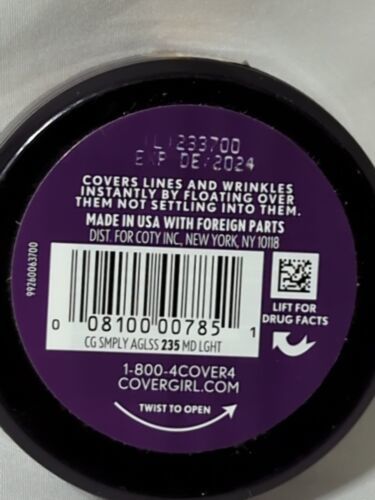 L1233700
EXP DE/2024
COVERS LINES AND WRINKLES
INSTANTLY BY FLOATING OVER
THEM NOT SETTLING INTO THEM.
MADE IN USA WITH FOREIGN PARTS
DIST. FOR COTY INC., NEW YORK, NY 10118
99260063700
0 08100 00785 1
CG SMPLY AGLSS 235 MD LGHT
LIFT FOR
DRUG FACTS
1-800-4COVER4
COVERGIRL.COM
TWIST TO OPEN